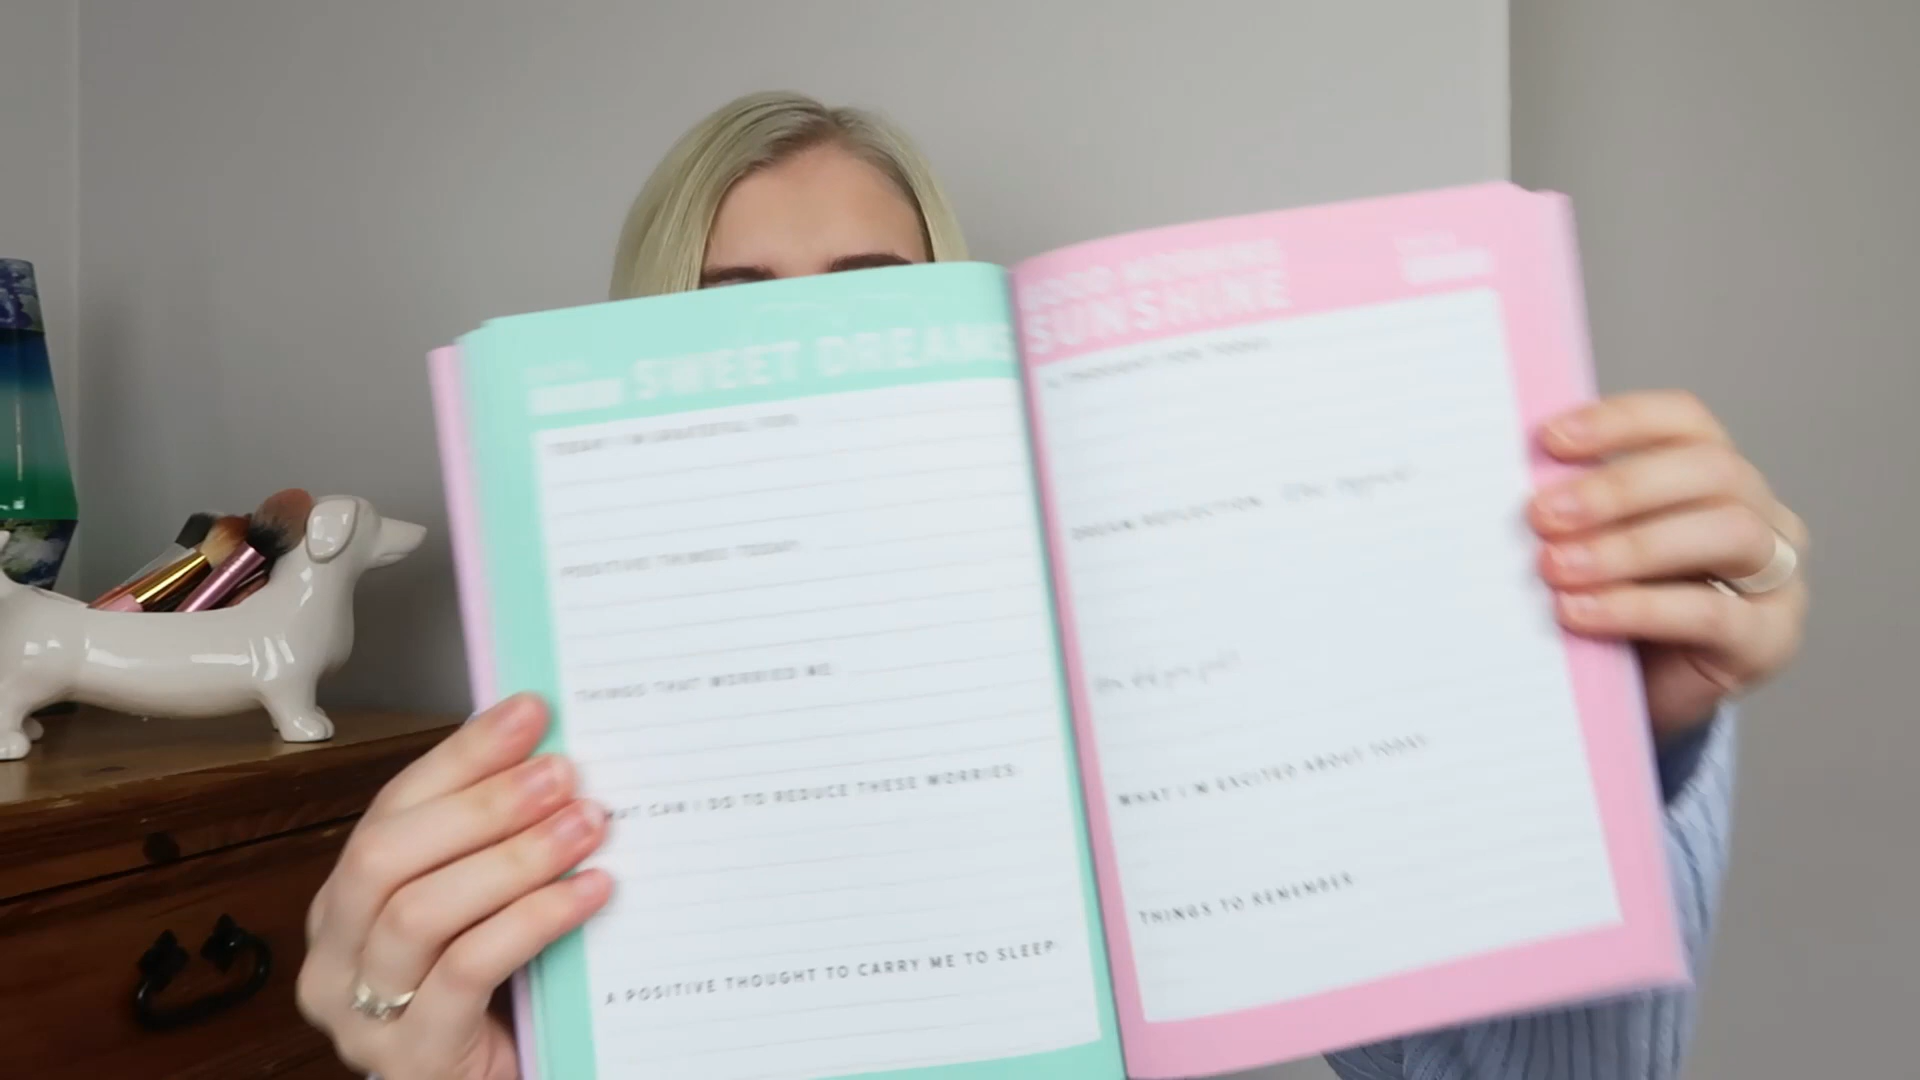 SWEET DREAMS
TODAY I'M GRATEFUL FOR:
POSITIVE THINGS TODAY:
THINGS THAT WORRIED ME:
WHAT CAN I DO TO REDUCE THESE WORRIES:
A POSITIVE THOUGHT TO CARRY ME TO SLEEP:
GOOD MORNING
SUNSHINE
A THOUGHT FOR TODAY:
DREAM REFLECTION:
WHAT I'M EXCITED ABOUT TODAY:
THINGS TO REMEMBER: